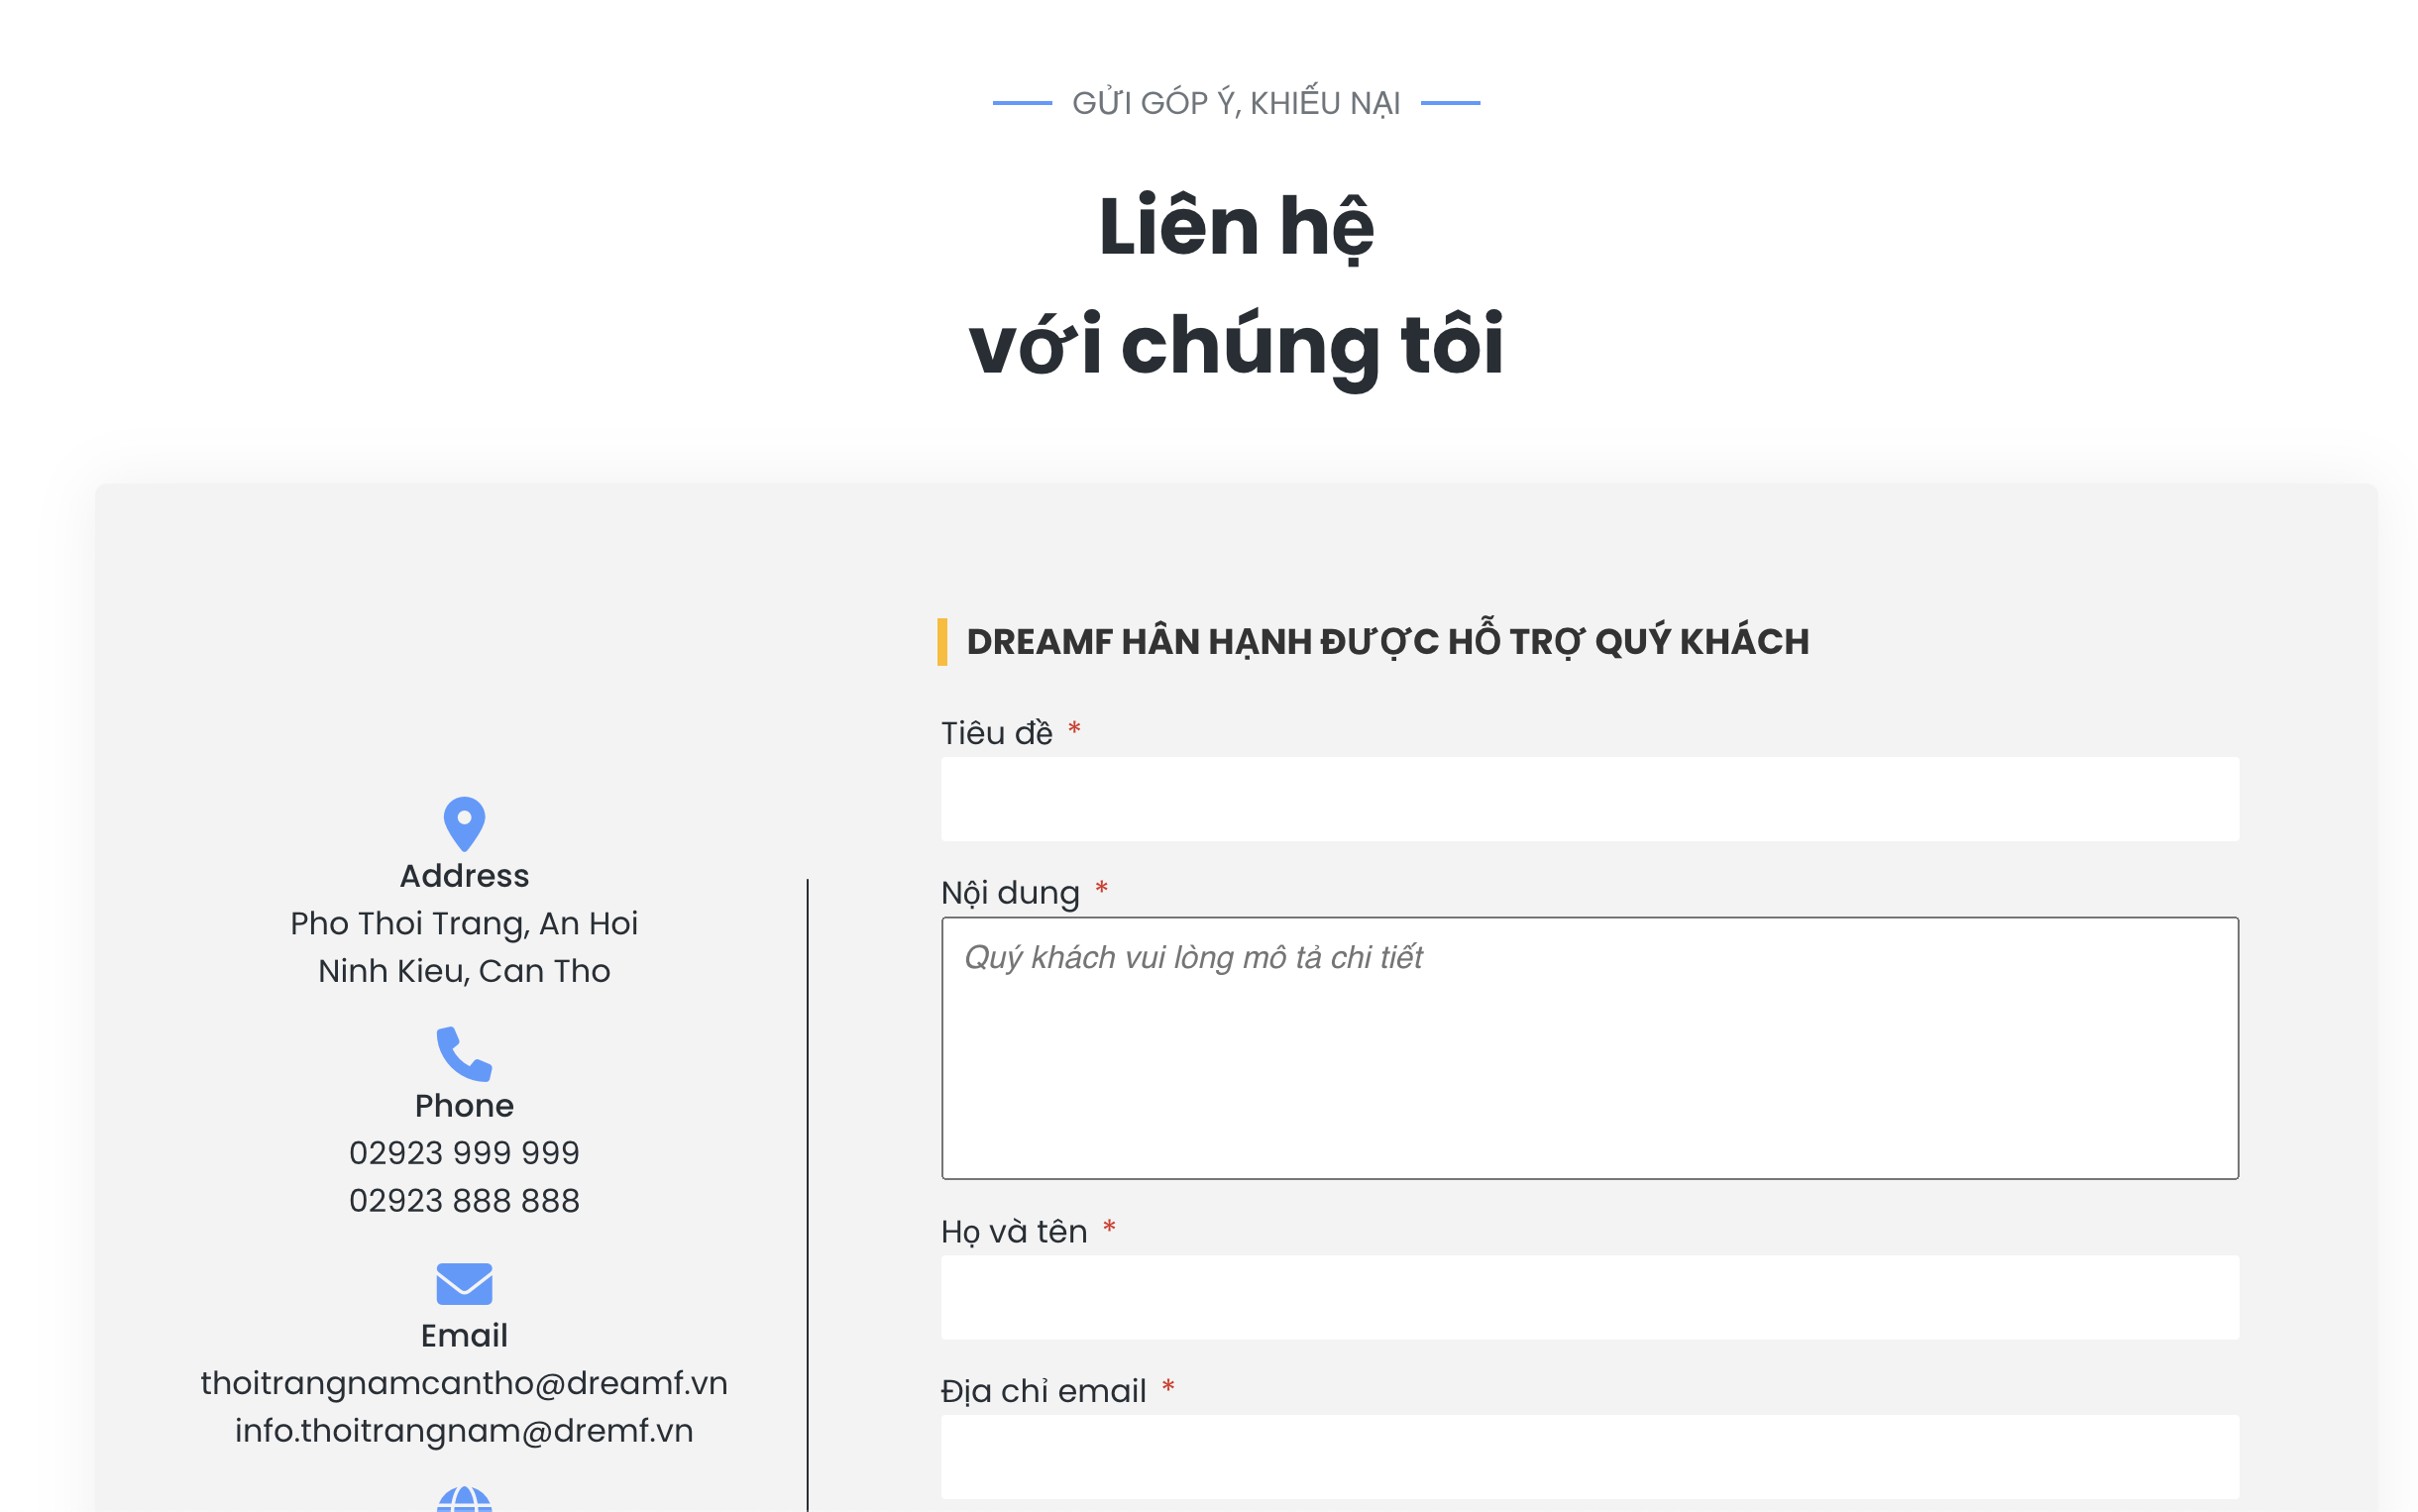 GỬI GÓP Ý, KHIẾU NẠI
Liên hệ
với chúng tôi
Address
Pho Thoi Trang, An Hoi
Ninh Kieu, Can Tho
Phone
02923 999 999
02923 888 888
Email
thoitrangnamcantho@dreamf.vn
info.thoitrangnam@dremf.vn
DREAMF HÂN HẠNH ĐƯỢC HỖ TRỢ QUÝ KHÁCH
Tiêu đề *
Nội dung *
Quý khách vui lòng mô tả chi tiết
Họ và tên *
Địa chỉ email *